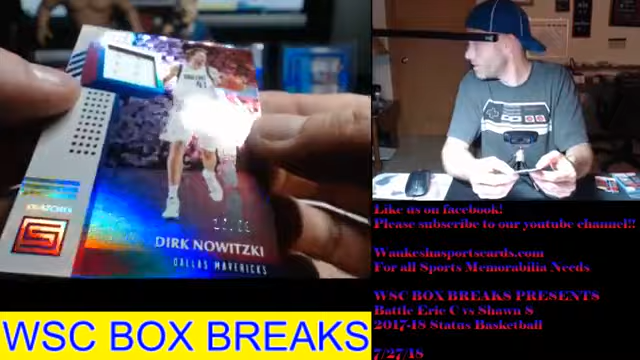 DIRK NOWITZKI
DALLAS MAVERICKS
WSC BOX BREAKS
Like us on facebook!
Please subscribe to our youtube channel!!
Waukeshasportscards.com
For all Sports Memorabilia Needs
WSC BOX BREAKS PRESENTS
Battle Eric C vs Shawn S
2017-18 Status Basketball
7/27/18